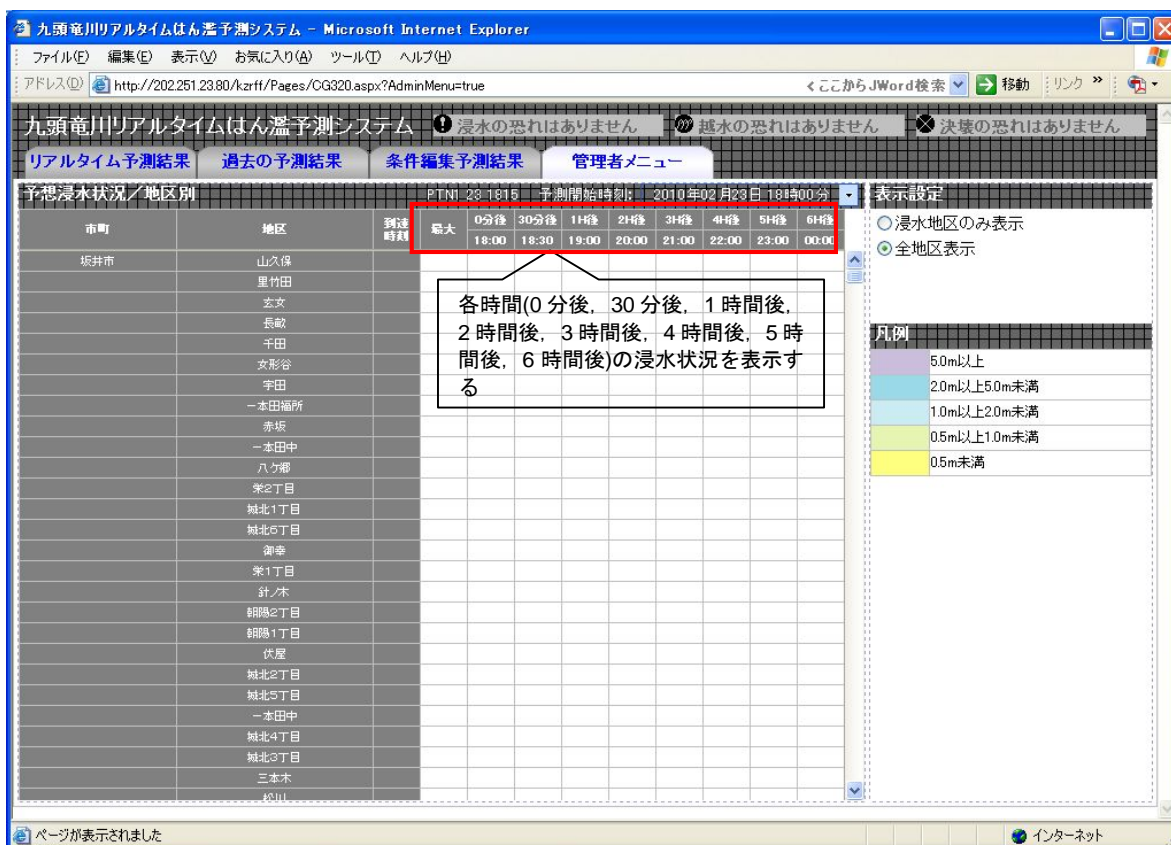 九頭竜川リアルタイムはん濫予測システム - Microsoft Internet Explorer
ファイル(F) 編集(E) 表示(V) お気に入り(A) ツール(T) ヘルプ(H)
アドレス(D) http://202.251.23.80/kzrff/Pages/CG320.aspx?AdminMenu=true <ここからJWord検索 移動 リンク »
九頭竜川リアルタイムはん濫予測システム 浸水の恐れはありません 越水の恐れはありません 決壊の恐れはありません
リアルタイム予測結果 過去の予測結果 条件編集予測結果 管理者メニュー
予想浸水状況/地区別 PTN1_23_1815 予測開始時刻: 2010年02月23日 18時00分
市町 地区 到達時刻 最大 0分後 30分後 1H後 2H後 3H後 4H後 5H後 6H後
18:00 18:30 19:00 20:00 21:00 22:00 23:00 00:00
坂井市 山久保
里竹田
玄女
長畝
千田
女形谷
宇田
一本田福所
赤坂
一本田中
八ケ郷
栄2丁目
城北1丁目
城北6丁目
御幸
栄1丁目
針ノ木
朝陽2丁目
朝陽1丁目
伏屋
城北2丁目
城北5丁目
一本田中
城北4丁目
城北3丁目
三本木
松川
各時間(0 分後, 30 分後, 1 時間後,
2 時間後, 3 時間後, 4 時間後, 5 時
間後, 6 時間後)の浸水状況を表示す
る
表示設定
浸水地区のみ表示
全地区表示
凡例
5.0m以上
2.0m以上5.0m未満
1.0m以上2.0m未満
0.5m以上1.0m未満
0.5m未満
ページが表示されました インターネット